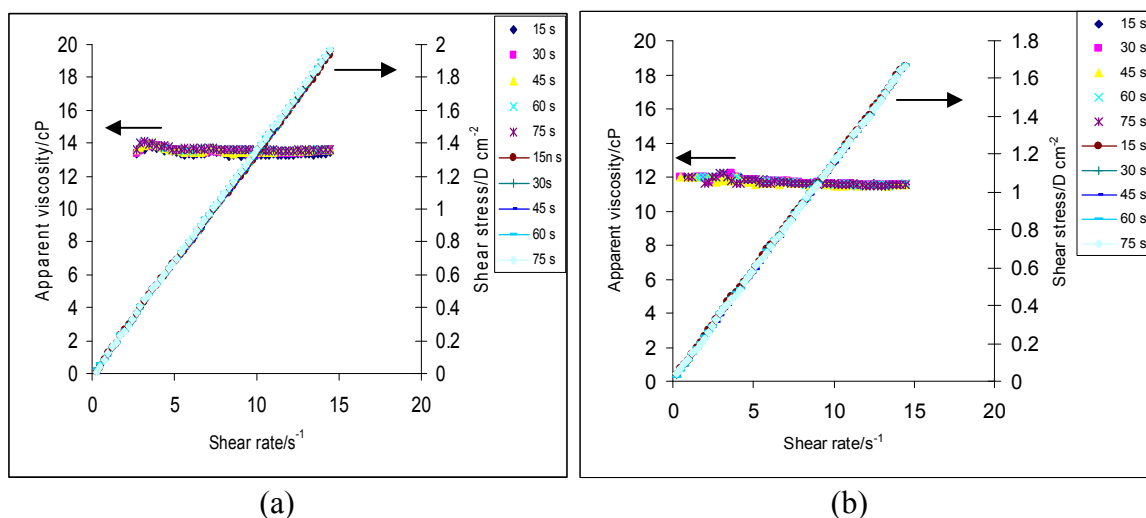 20
18
16
14
12
10
8
6
4
2
0
Apparent viscosity/cP
0 5 10 15 20
Shear rate/s-1
2
1.8
1.6
1.4
1.2
1
0.8
0.6
0.4
0.2
0
Shear stress/D cm-2
15 s
30 s
45 s
60 s
75 s
15n s
30s
45 s
60 s
75 s
(a)
20
18
16
14
12
10
8
6
4
2
0
Apparent viscosity/cP
0 5 10 15 20
Shear rate/s-1
1.8
1.6
1.4
1.2
1
0.8
0.6
0.4
0.2
0
Shear stress/D cm-2
15 s
30 s
45 s
60 s
75 s
15 s
30 s
45 s
60 s
75 s
(b)